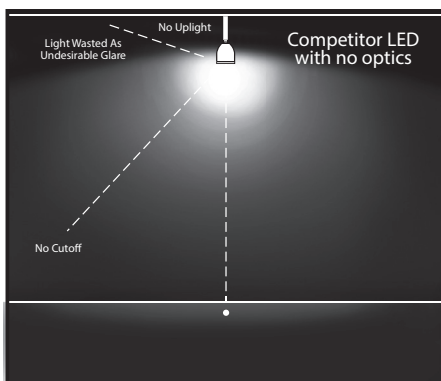 No Uplight
Light Wasted As
Undesirable Glare
Competitor LED
with no optics
No Cutoff